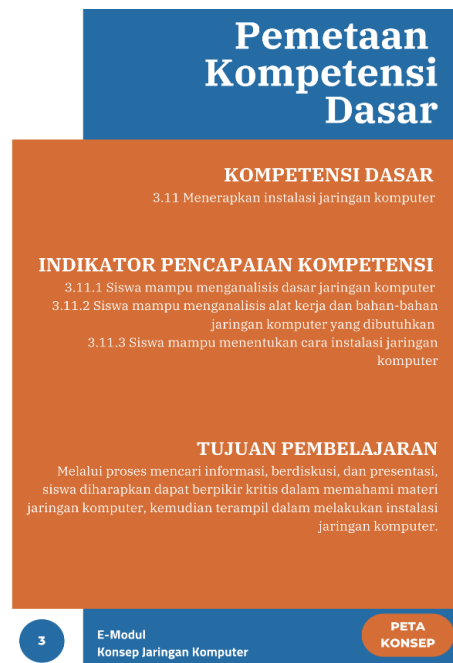 Pemetaan
Kompetensi
Dasar
KOMPETENSI DASAR
3.11 Menerapkan instalasi jaringan komputer
INDIKATOR PENCAPAIAN KOMPETENSI
3.11.1 Siswa mampu menganalisis dasar jaringan komputer
3.11.2 Siswa mampu menganalisis alat kerja dan bahan-bahan
jaringan komputer yang dibutuhkan
3.11.3 Siswa mampu menentukan cara instalasi jaringan
komputer
TUJUAN PEMBELAJARAN
Melalui proses mencari informasi, berdiskusi, dan presentasi,
siswa diharapkan dapat berpikir kritis dalam memahami materi
jaringan komputer, kemudian terampil dalam melakukan instalasi
jaringan komputer.
3
E-Modul
Konsep Jaringan Komputer
PETA
KONSEP